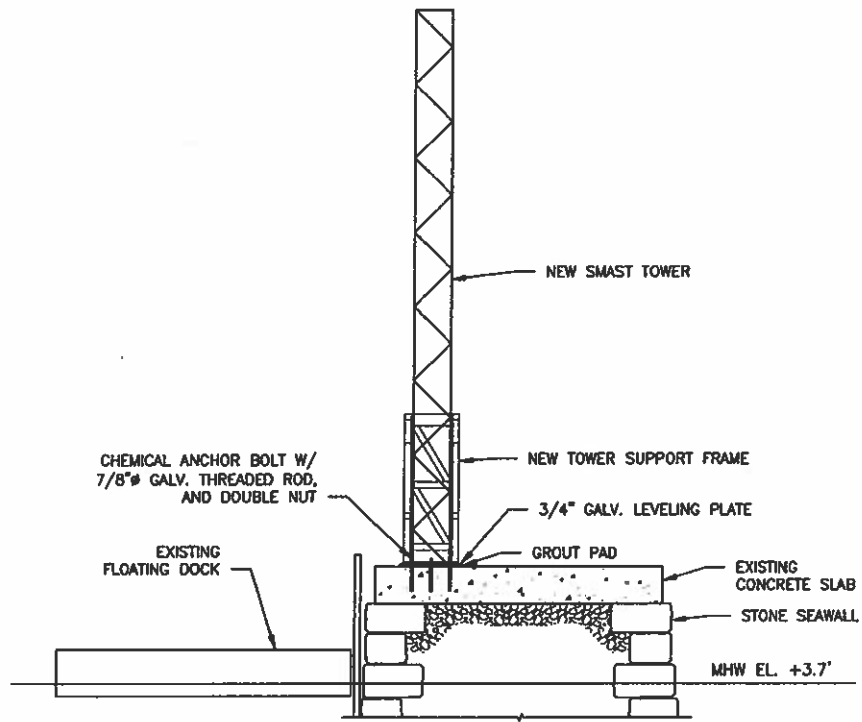 NEW SMAST TOWER
CHEMICAL ANCHOR BOLT W/
7/8"ø GALV. THREADED ROD,
AND DOUBLE NUT
NEW TOWER SUPPORT FRAME
3/4" GALV. LEVELING PLATE
GROUT PAD
EXISTING
FLOATING DOCK
EXISTING
CONCRETE SLAB
STONE SEAWALL
MHW EL. +3.7'